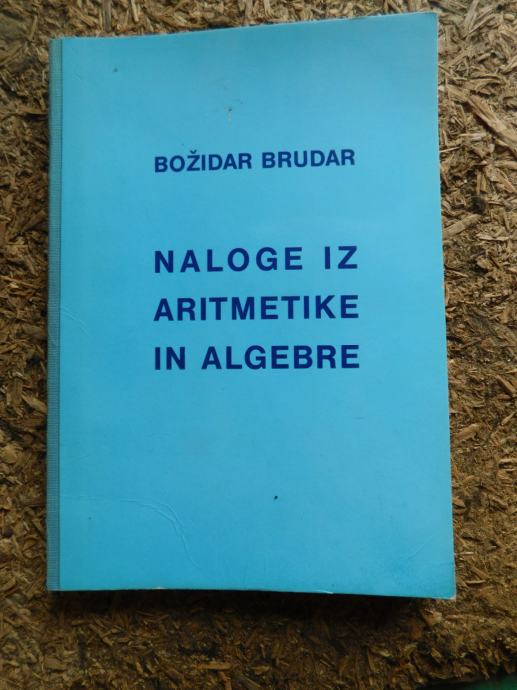 BOŽIDAR BRUDAR
NALOGE IZ
ARITMETIKE
IN ALGEBRE